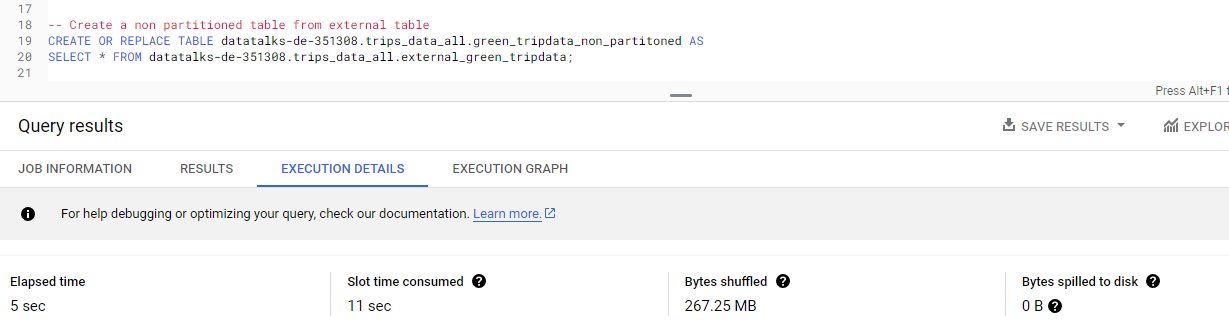 17
18 -- Create a non partitioned table from external table
19 CREATE OR REPLACE TABLE datatalks-de-351308.trips_data_all.green_tripdata_non_partitoned AS
20 SELECT * FROM datatalks-de-351308.trips_data_all.external_green_tripdata;
21
Press Alt+F1 f
Query results
SAVE RESULTS
EXPLOR
JOB INFORMATION RESULTS EXECUTION DETAILS EXECUTION GRAPH
For help debugging or optimizing your query, check our documentation. Learn more.
Elapsed time Slot time consumed Bytes shuffled Bytes spilled to disk
5 sec 11 sec 267.25 MB 0 B